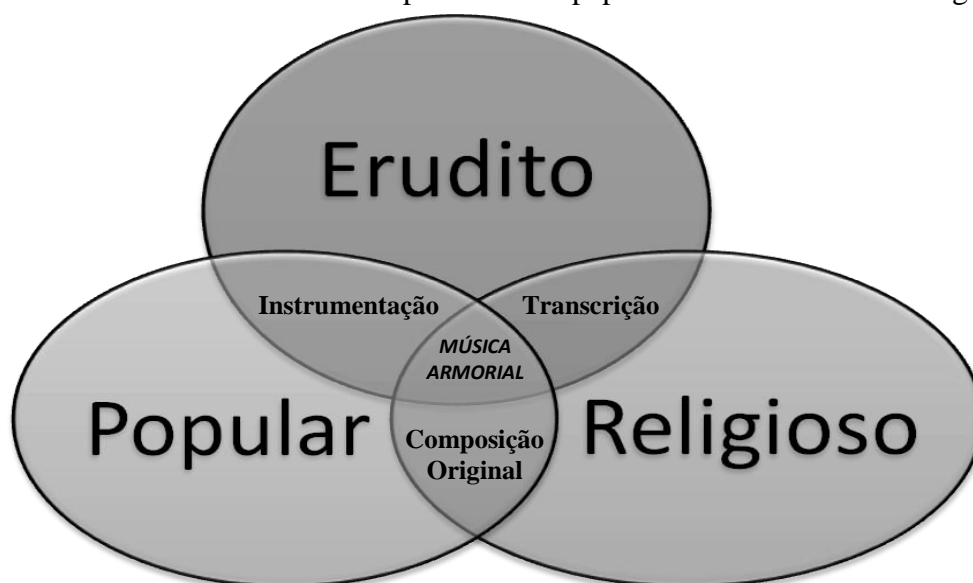 Erudito
Instrumentação
Transcrição
MÚSICA
ARMORIAL
Popular
Religioso
Composição
Original